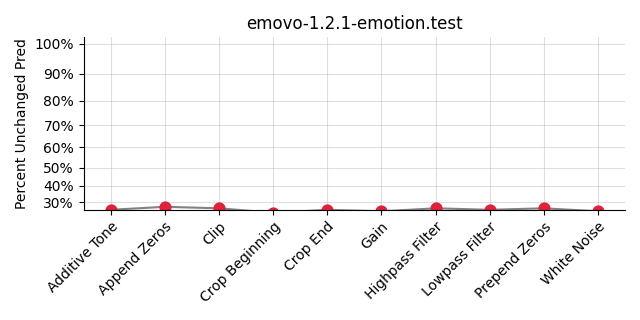 emovo-1.2.1-emotion.test
Percent Unchanged Pred
100%
90%
80%
70%
60%
50%
40%
30%
Additive Tone
Append Zeros
Clip
Crop Beginning
Crop End
Gain
Highpass Filter
Lowpass Filter
Prepend Zeros
White Noise